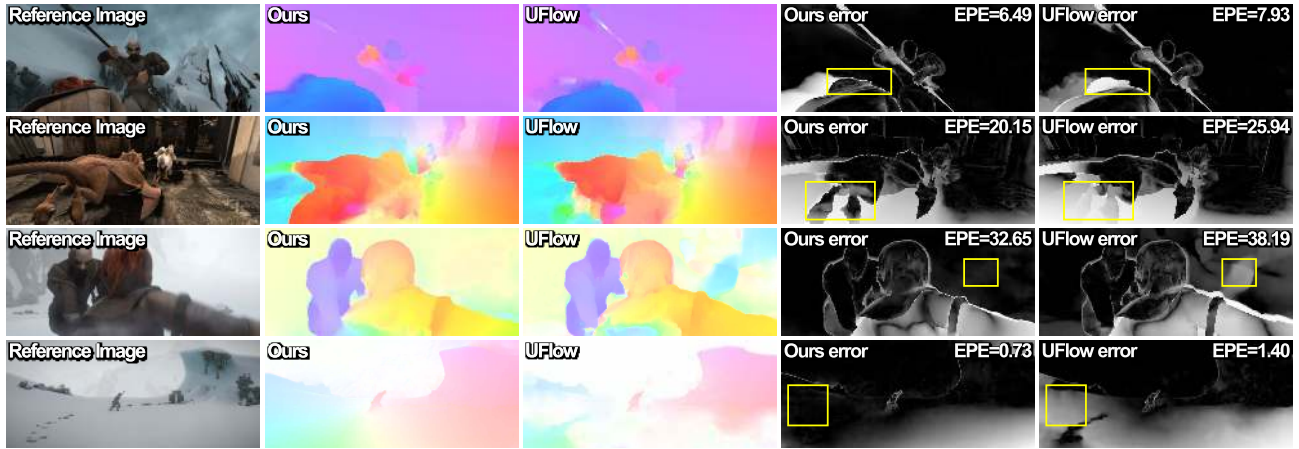 Reference Image Ours UFlow Ours error EPE=6.49 UFlow error EPE=7.93
Reference Image Ours UFlow Ours error EPE=20.15 UFlow error EPE=25.94
Reference Image Ours UFlow Ours error EPE=32.65 UFlow error EPE=38.19
Reference Image Ours UFlow Ours error EPE=0.73 UFlow error EPE=1.40